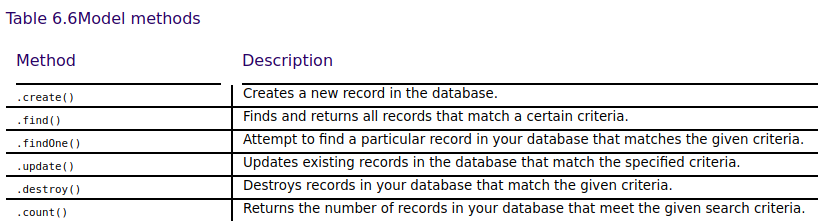 Table 6.6Model methods
Method Description
.create() Creates a new record in the database.
.find() Finds and returns all records that match a certain criteria.
.findOne() Attempt to find a particular record in your database that matches the given criteria.
.update() Updates existing records in the database that match the specified criteria.
.destroy() Destroys records in your database that match the given criteria.
.count() Returns the number of records in your database that meet the given search criteria.